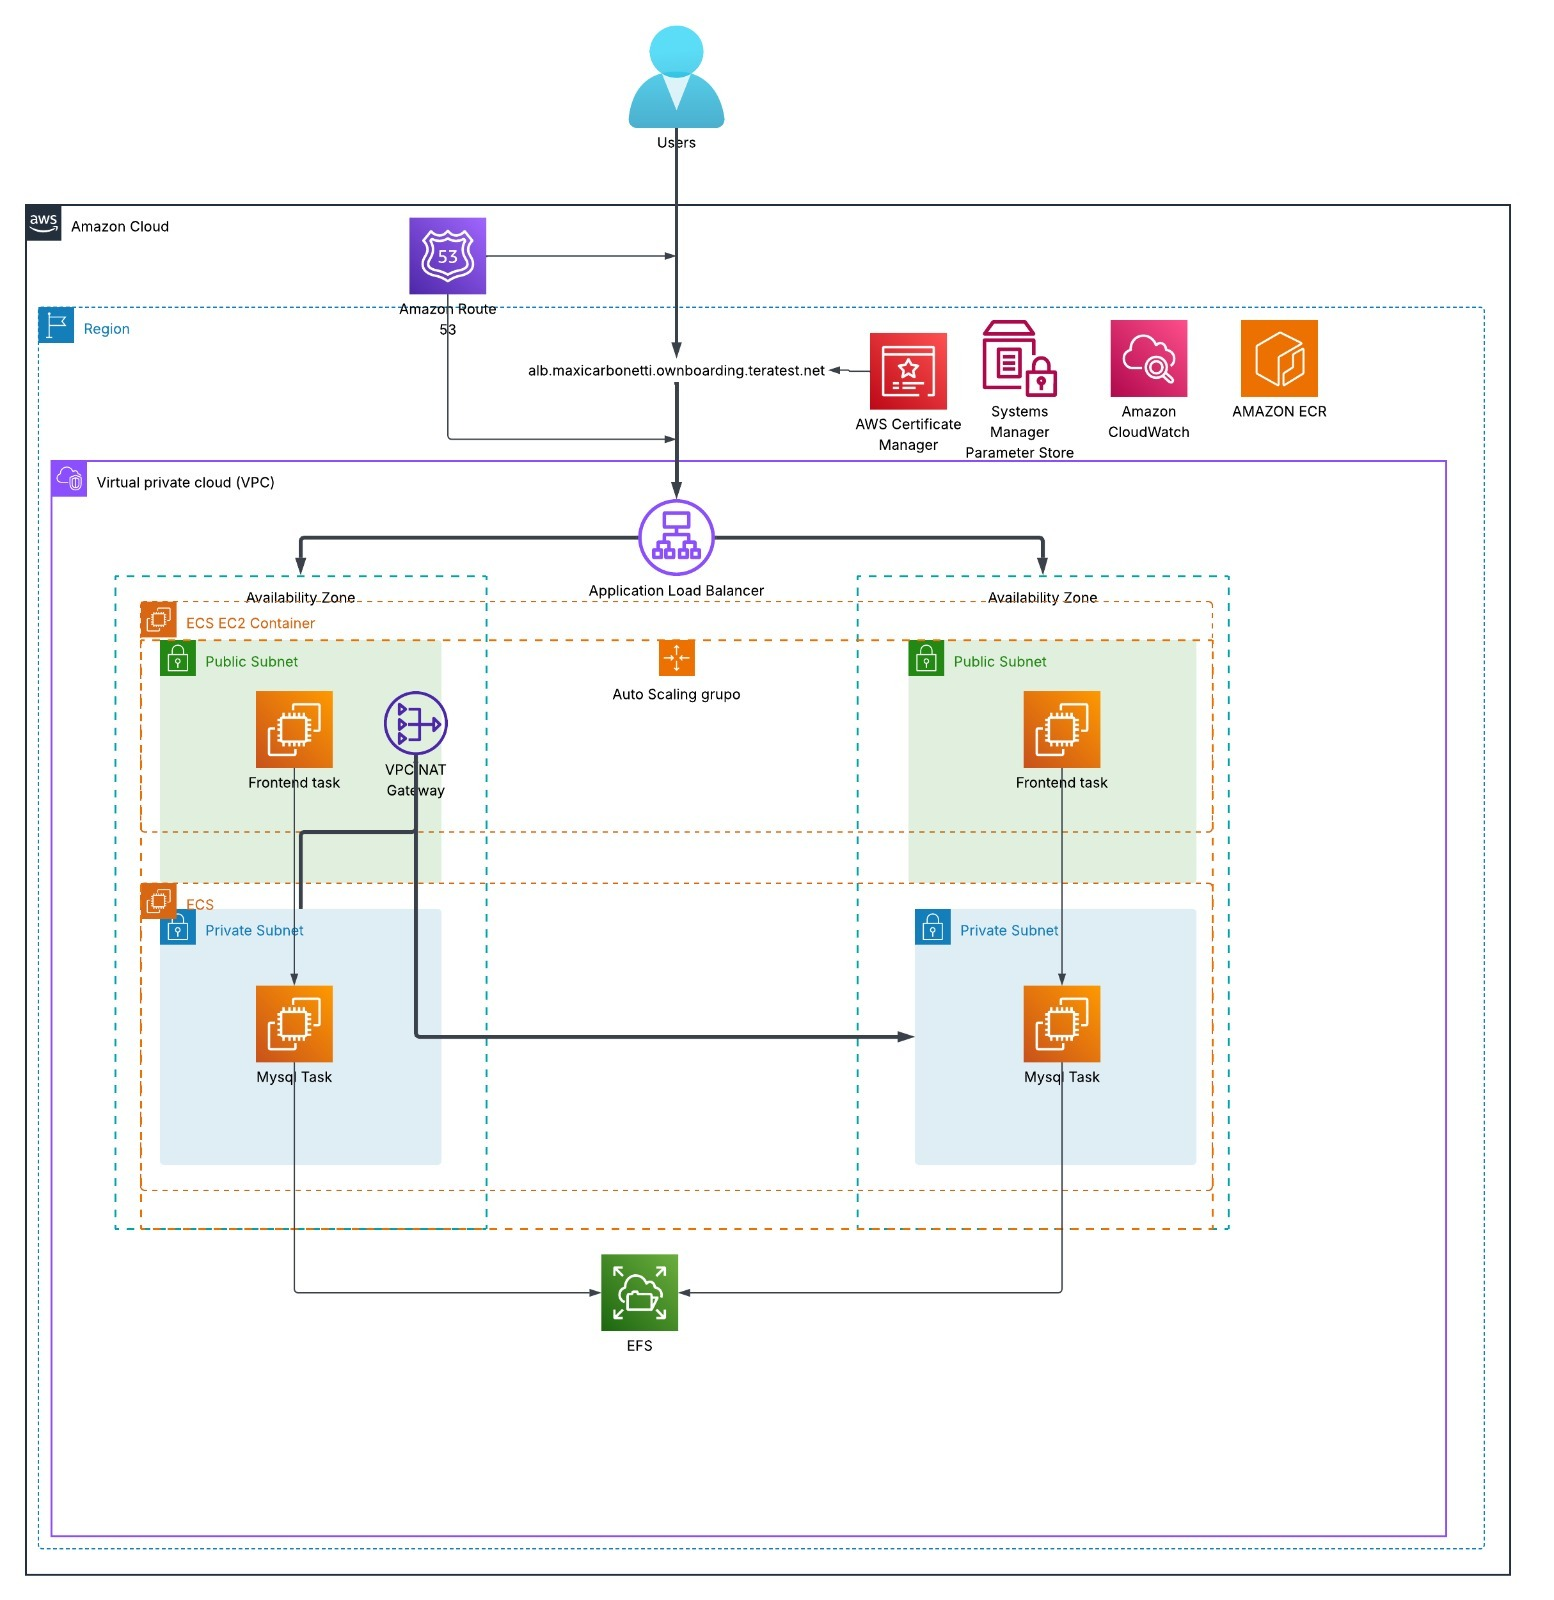 Users
aws
Amazon Cloud
53
Amazon Route
53
Region
alb.maxicarbonetti.ownboarding.teratest.net
AWS Certificate
Manager
Systems
Manager
Parameter Store
Amazon
CloudWatch
AMAZON ECR
Virtual private cloud (VPC)
Application Load Balancer
Availability Zone
Availability Zone
ECS EC2 Container
Public Subnet
Auto Scaling grupo
Public Subnet
Frontend task
VPC NAT
Gateway
Frontend task
ECS
Private Subnet
Private Subnet
Mysql Task
Mysql Task
EFS